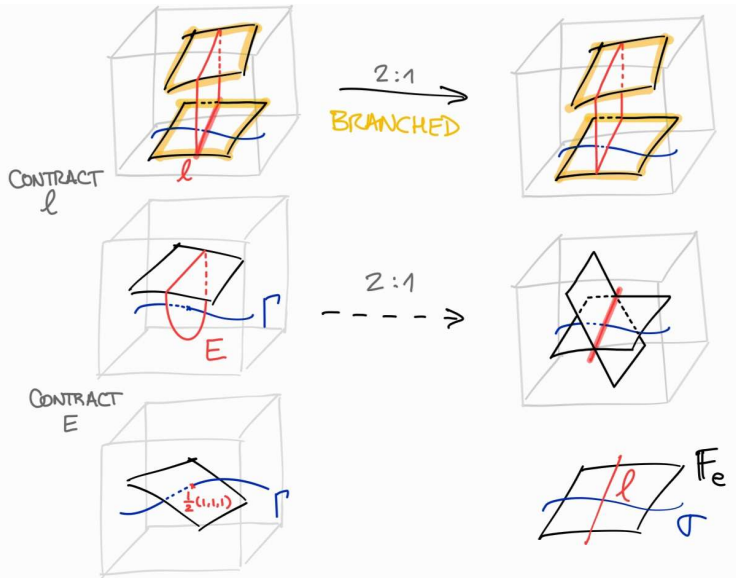 2:1
BRANCHED
ℓ
CONTRACT
ℓ
2:1
Γ
E
CONTRACT
E
½(1,1,1)
Γ
𝔽e
ℓ
σ